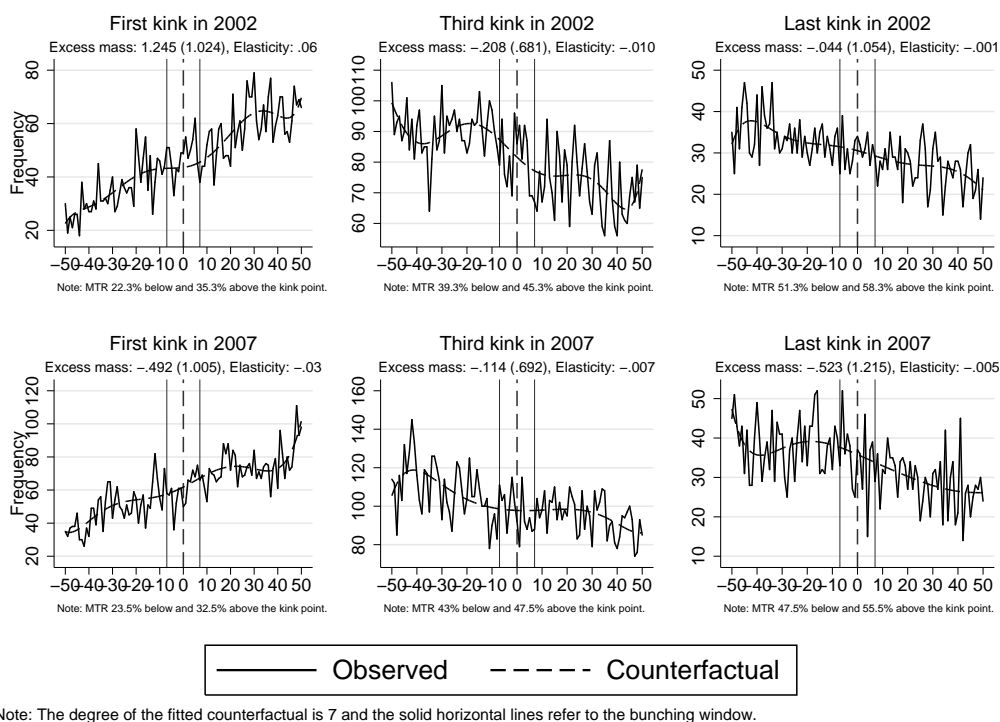 First kink in 2002
Excess mass: 1.245 (1.024), Elasticity: .06
Frequency
80
60
40
20
−50 −40 −30 −20 −10 0 10 20 30 40 50
Note: MTR 22.3% below and 35.3% above the kink point.
Third kink in 2002
Excess mass: −.208 (.681), Elasticity: −.010
110
100
90
80
70
60
−50 −40 −30 −20 −10 0 10 20 30 40 50
Note: MTR 39.3% below and 45.3% above the kink point.
Last kink in 2002
Excess mass: −.044 (1.054), Elasticity: −.001
50
40
30
20
10
−50 −40 −30 −20 −10 0 10 20 30 40 50
Note: MTR 51.3% below and 58.3% above the kink point.
First kink in 2007
Excess mass: −.492 (1.005), Elasticity: −.03
Frequency
120
100
80
60
40
20
−50 −40 −30 −20 −10 0 10 20 30 40 50
Note: MTR 23.5% below and 32.5% above the kink point.
Third kink in 2007
Excess mass: −.114 (.692), Elasticity: −.007
160
140
120
100
80
−50 −40 −30 −20 −10 0 10 20 30 40 50
Note: MTR 43% below and 47.5% above the kink point.
Last kink in 2007
Excess mass: −.523 (1.215), Elasticity: −.005
50
40
30
20
10
−50 −40 −30 −20 −10 0 10 20 30 40 50
Note: MTR 47.5% below and 55.5% above the kink point.
Observed
Counterfactual
Note: The degree of the fitted counterfactual is 7 and the solid horizontal lines refer to the bunching window.